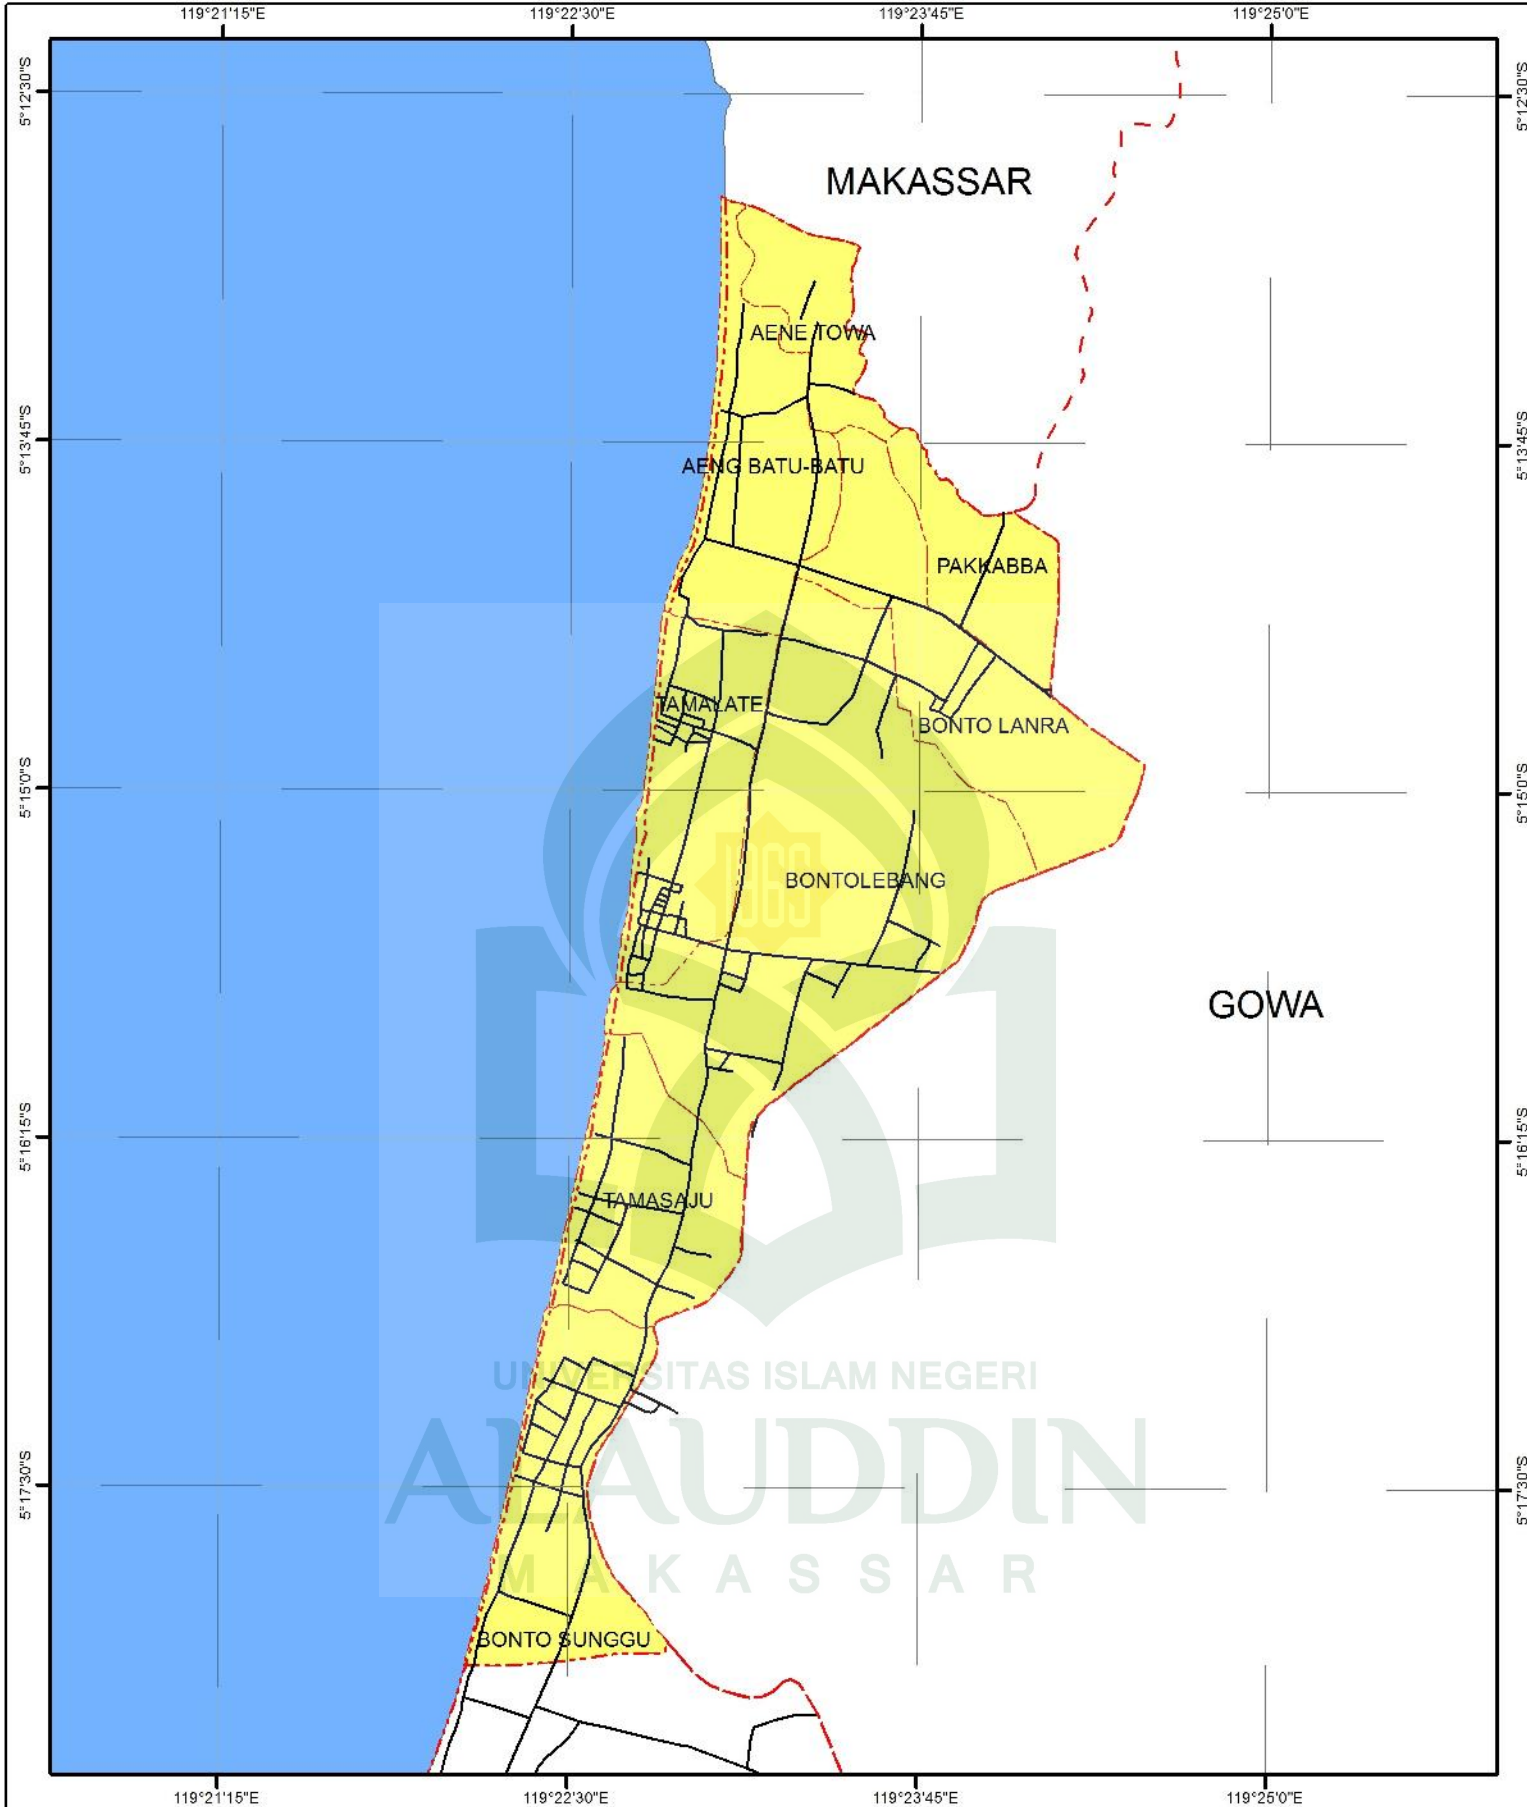 119°21'15"E 119°22'30"E 119°23'45"E 119°25'0"E
5°12'30"S 5°12'30"S
MAKASSAR
AENE TOWA
5°13'45"S 5°13'45"S
AENG BATU-BATU
PAKKABBA
TAMALATE
BONTO LANRA
5°15'0"S 5°15'0"S
1965
BONTOLEBANG
GOWA
5°16'15"S 5°16'15"S
TAMASAJU
UNIVERSITAS ISLAM NEGERI
ALAUDDIN
5°17'30"S 5°17'30"S
MAKASSAR
BONTO SUNGGU
119°21'15"E 119°22'30"E 119°23'45"E 119°25'0"E